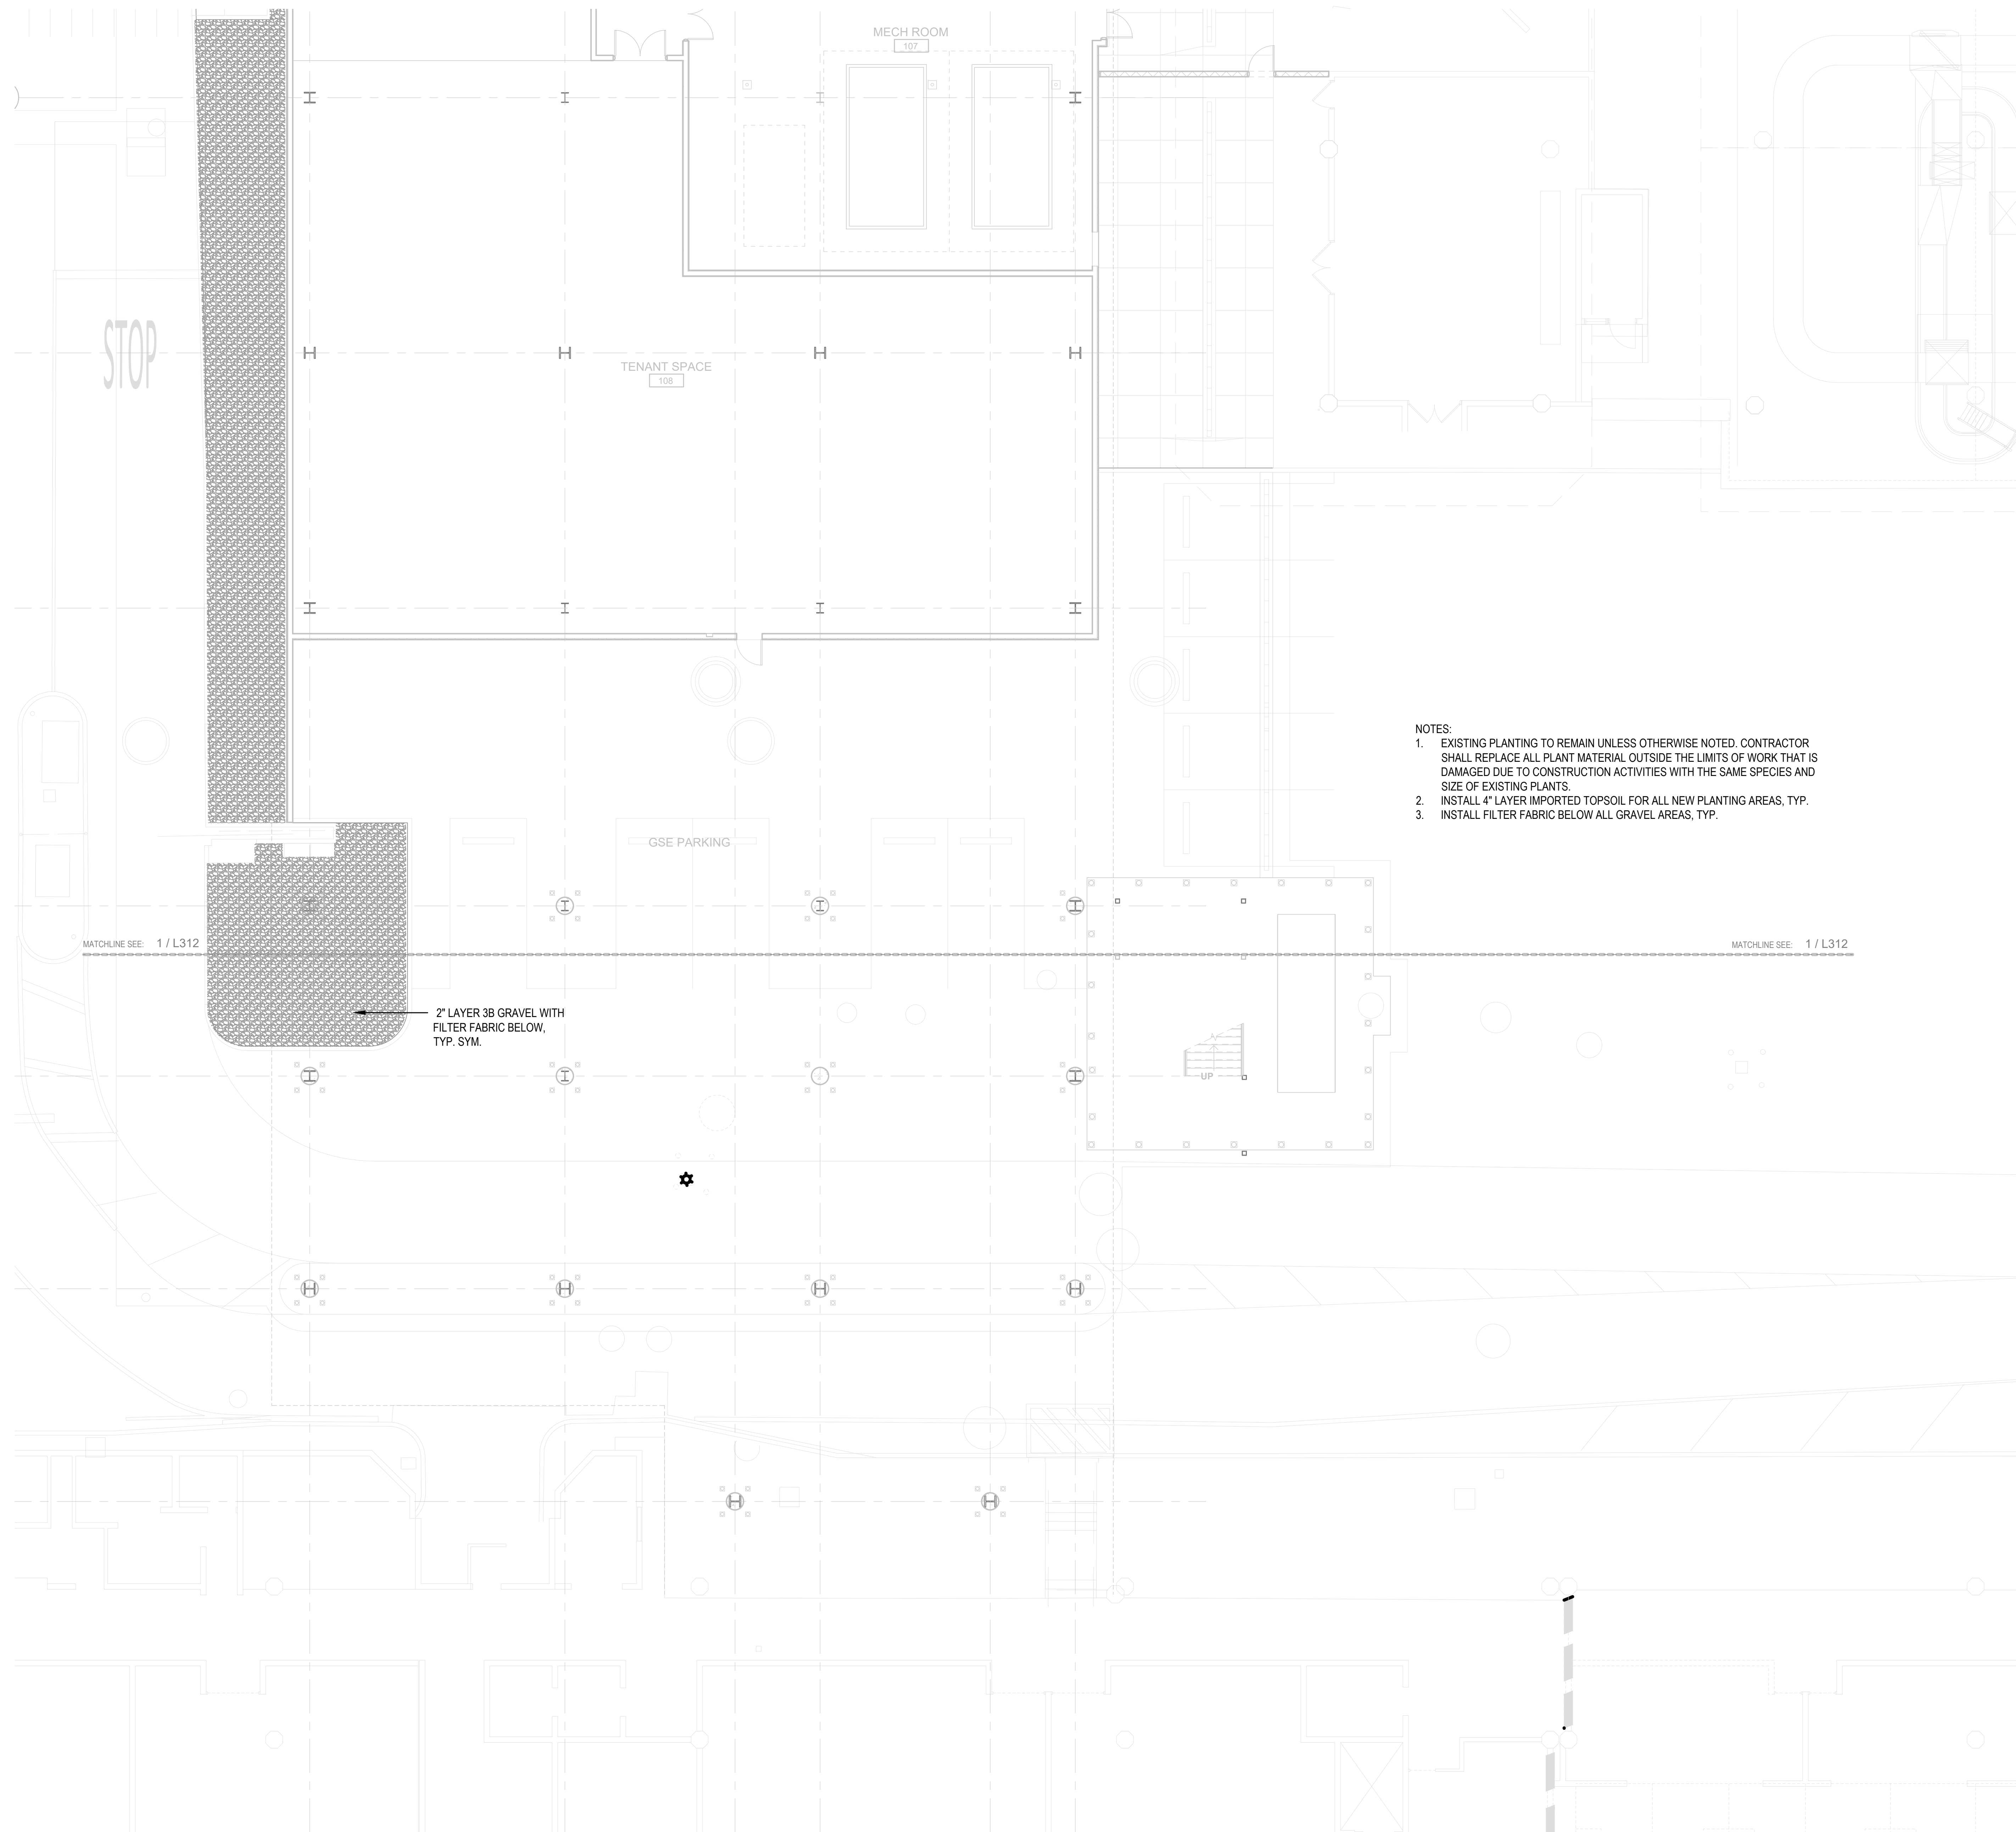 MECH ROOM
107
STOP
TENANT SPACE
108
NOTES:
1. EXISTING PLANTING TO REMAIN UNLESS OTHERWISE NOTED. CONTRACTOR
SHALL REPLACE ALL PLANT MATERIAL OUTSIDE THE LIMITS OF WORK THAT IS
DAMAGED DUE TO CONSTRUCTION ACTIVITIES WITH THE SAME SPECIES AND
SIZE OF EXISTING PLANTS.
2. INSTALL 4" LAYER IMPORTED TOPSOIL FOR ALL NEW PLANTING AREAS, TYP.
3. INSTALL FILTER FABRIC BELOW ALL GRAVEL AREAS, TYP.
GSE PARKING
MATCHLINE SEE: 1 / L312
MATCHLINE SEE: 1 / L312
2" LAYER 3B GRAVEL WITH
FILTER FABRIC BELOW,
TYP. SYM.
UP